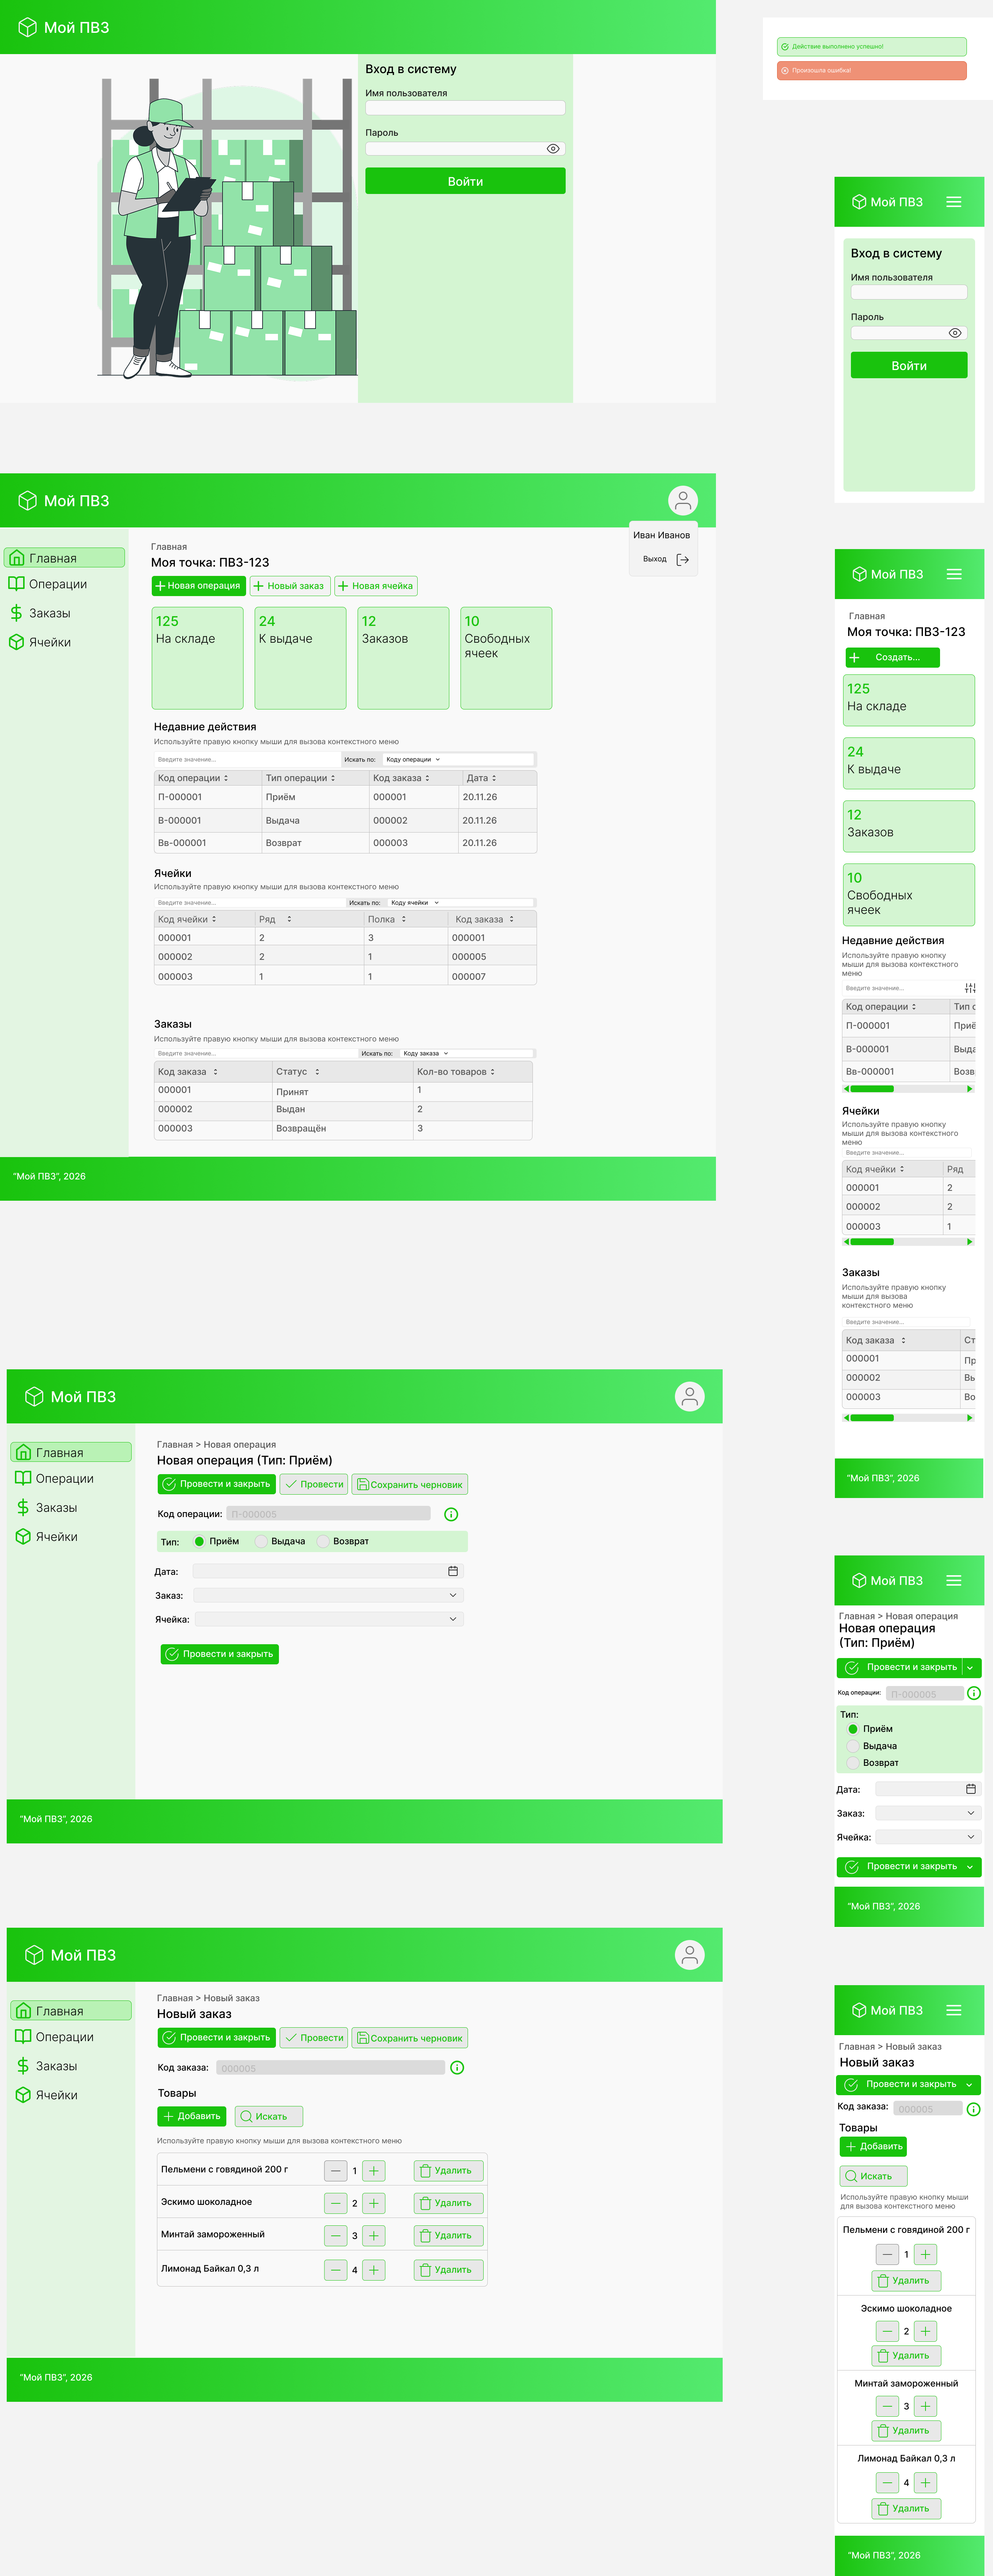 Мой ПВЗ
Вход в систему
Имя пользователя
Пароль
Войти
Действие выполнено успешно!
Произошла ошибка!
Мой ПВЗ
Вход в систему
Имя пользователя
Пароль
Войти
Мой ПВЗ
Иван Иванов
Выход
Главная
Операции
Заказы
Ячейки
Главная
Моя точка: ПВЗ-123
Новая операция Новый заказ Новая ячейка
125 24 12 10
На складе К выдаче Заказов Свободных
ячеек
Недавние действия
Используйте правую кнопку мыши для вызова контекстного меню
Введите значение... Искать по: Коду операции
Код операции Тип операции Код заказа Дата
П-000001 Приём 000001 20.11.26
В-000001 Выдача 000002 20.11.26
Вв-000001 Возврат 000003 20.11.26
Ячейки
Используйте правую кнопку мыши для вызова контекстного меню
Введите значение... Искать по: Коду ячейки
Код ячейки Ряд Полка Код заказа
000001 2 3 000001
000002 2 1 000005
000003 1 1 000007
Заказы
Используйте правую кнопку мыши для вызова контекстного меню
Введите значение... Искать по: Коду заказа
Код заказа Статус Кол-во товаров
000001 Принят 1
000002 Выдан 2
000003 Возвращён 3
"Мой ПВЗ", 2026
Мой ПВЗ
Главная
Моя точка: ПВЗ-123
Создать...
125
На складе
24
К выдаче
12
Заказов
10
Свободных
ячеек
Недавние действия
Используйте правую кнопку
мыши для вызова контекстного
меню
Введите значение...
Код операции Тип о
П-000001 Приё
В-000001 Выда
Вв-000001 Возв
Ячейки
Используйте правую кнопку
мыши для вызова контекстного
меню
Введите значение...
Код ячейки Ряд
000001 2
000002 2
000003 1
Заказы
Используйте правую кнопку
мыши для вызова
контекстного меню
Введите значение...
Код заказа Ст
000001 Пр
000002 Вы
000003 Во
"Мой ПВЗ", 2026
Мой ПВЗ
Главная
Операции
Заказы
Ячейки
Главная > Новая операция
Новая операция (Тип: Приём)
Провести и закрыть Провести Сохранить черновик
Код операции: П-000005
Тип: Приём Выдача Возврат
Дата:
Заказ:
Ячейка:
Провести и закрыть
"Мой ПВЗ", 2026
Мой ПВЗ
Главная > Новая операция
Новая операция
(Тип: Приём)
Провести и закрыть
Код операции: П-000005
Тип:
Приём
Выдача
Возврат
Дата:
Заказ:
Ячейка:
Провести и закрыть
"Мой ПВЗ", 2026
Мой ПВЗ
Главная
Операции
Заказы
Ячейки
Главная > Новый заказ
Новый заказ
Провести и закрыть Провести Сохранить черновик
Код заказа: 000005
Товары
Добавить Искать
Используйте правую кнопку мыши для вызова контекстного меню
Пельмени с говядиной 200 г 1 Удалить
Эскимо шоколадное 2 Удалить
Минтай замороженный 3 Удалить
Лимонад Байкал 0,3 л 4 Удалить
"Мой ПВЗ", 2026
Мой ПВЗ
Главная > Новый заказ
Новый заказ
Провести и закрыть
Код заказа: 000005
Товары
Добавить
Искать
Используйте правую кнопку мыши
для вызова контекстного меню
Пельмени с говядиной 200 г
1
Удалить
Эскимо шоколадное
2
Удалить
Минтай замороженный
3
Удалить
Лимонад Байкал 0,3 л
4
Удалить
"Мой ПВЗ", 2026